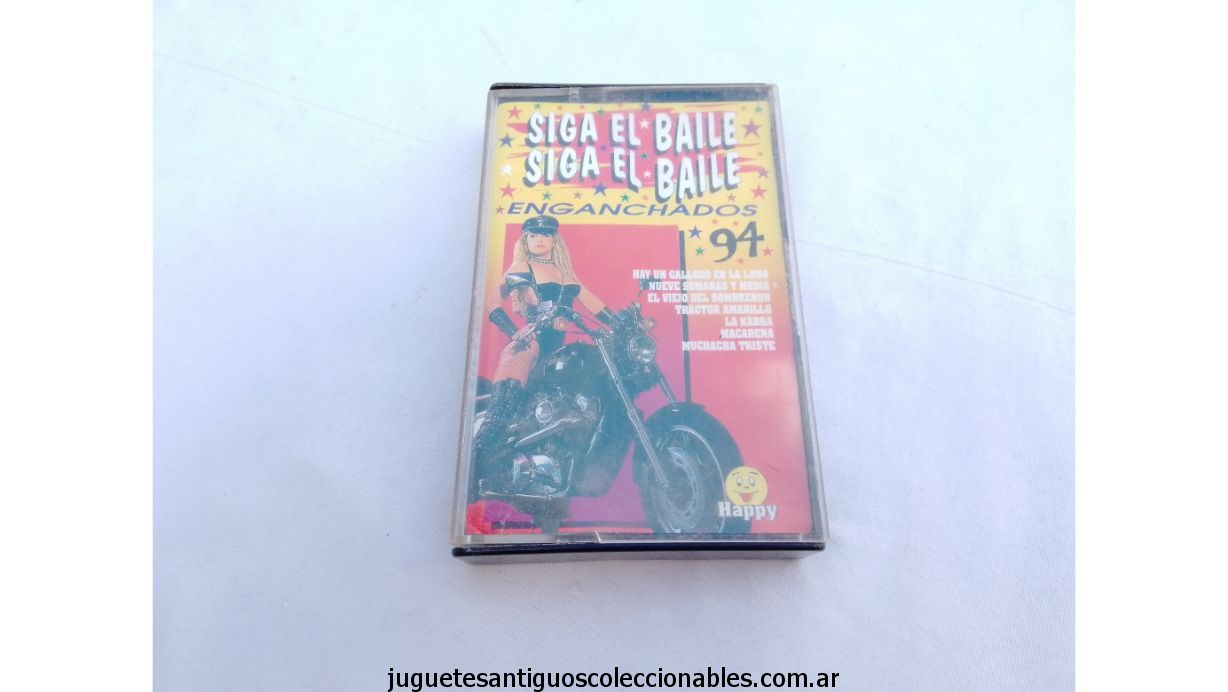 SIGA EL BAILE
SIGA EL BAILE
ENGANCHADOS
94
HAY UN GALLEGO EN LA LUNA
NUEVE SEMANAS Y MEDIA
EL VIEJO DEL SOMBRERON
TRACTOR AMARILLO
LA RABRA
MACARENA
MUCHACHA TRISTE
Happy
juguetesantiguoscoleccionables.com.ar